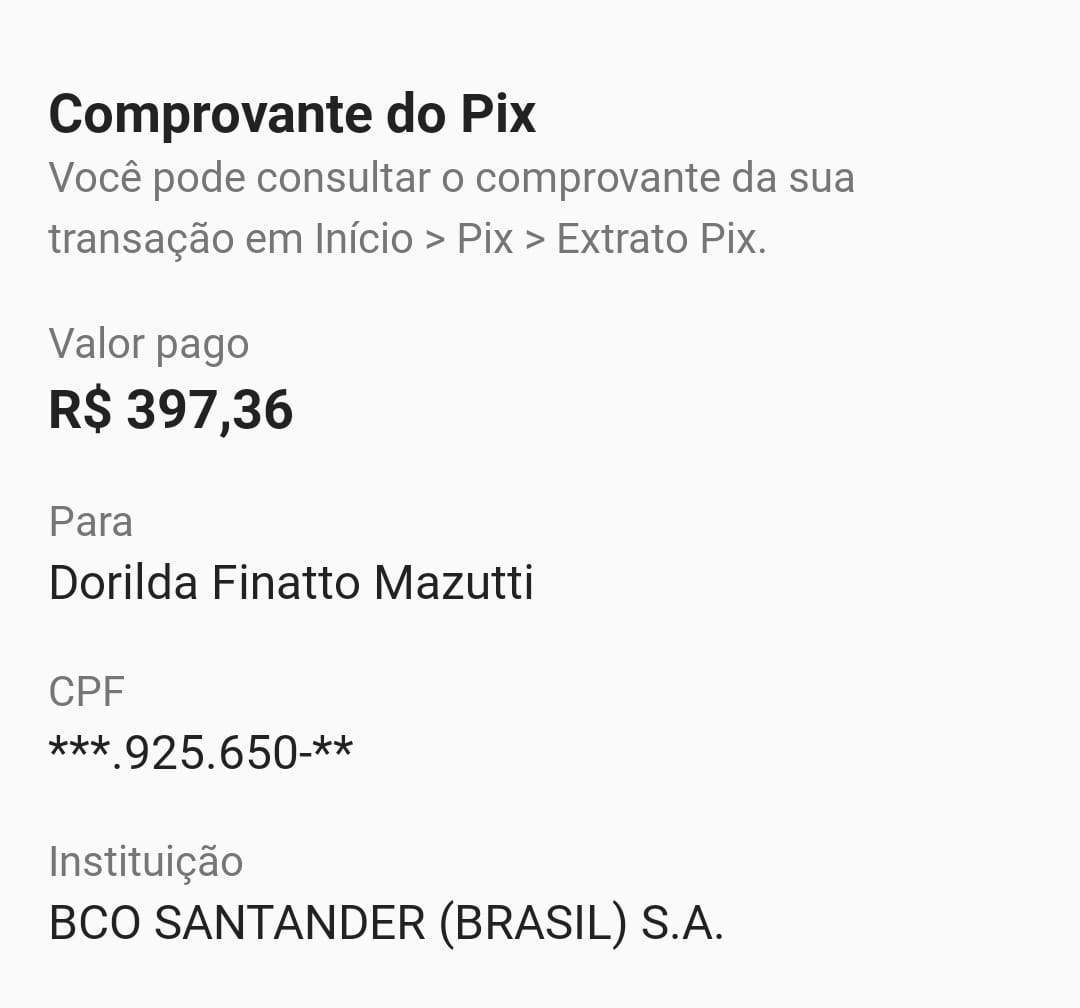 Comprovante do Pix
Você pode consultar o comprovante da sua
transação em Início > Pix > Extrato Pix.
Valor pago
R$ 397,36
Para
Dorilda Finatto Mazutti
CPF
***.925.650-**
Instituição
BCO SANTANDER (BRASIL) S.A.